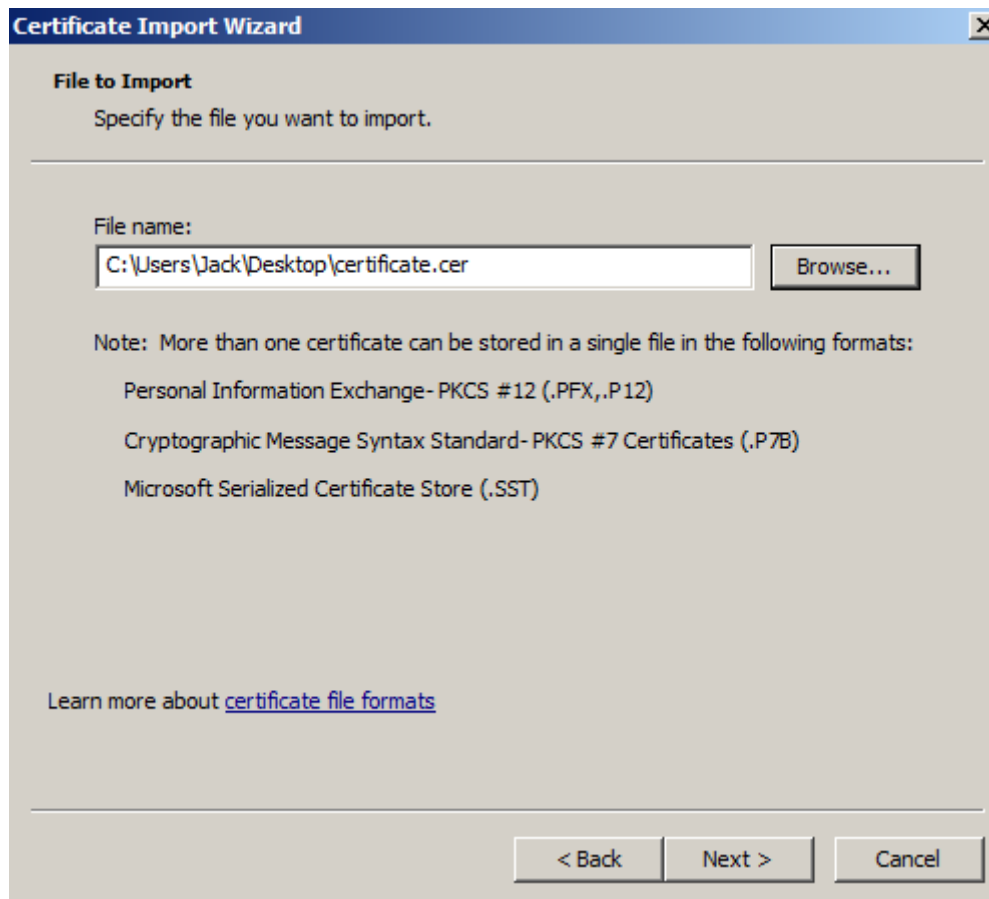 Certificate Import Wizard
File to Import
Specify the file you want to import.
File name:
C:\Users\Jack\Desktop\certificate.cer
Browse...
Note: More than one certificate can be stored in a single file in the following formats:
Personal Information Exchange- PKCS #12 (.PFX,.P12)
Cryptographic Message Syntax Standard- PKCS #7 Certificates (.P7B)
Microsoft Serialized Certificate Store (.SST)
Learn more about certificate file formats
< Back Next > Cancel